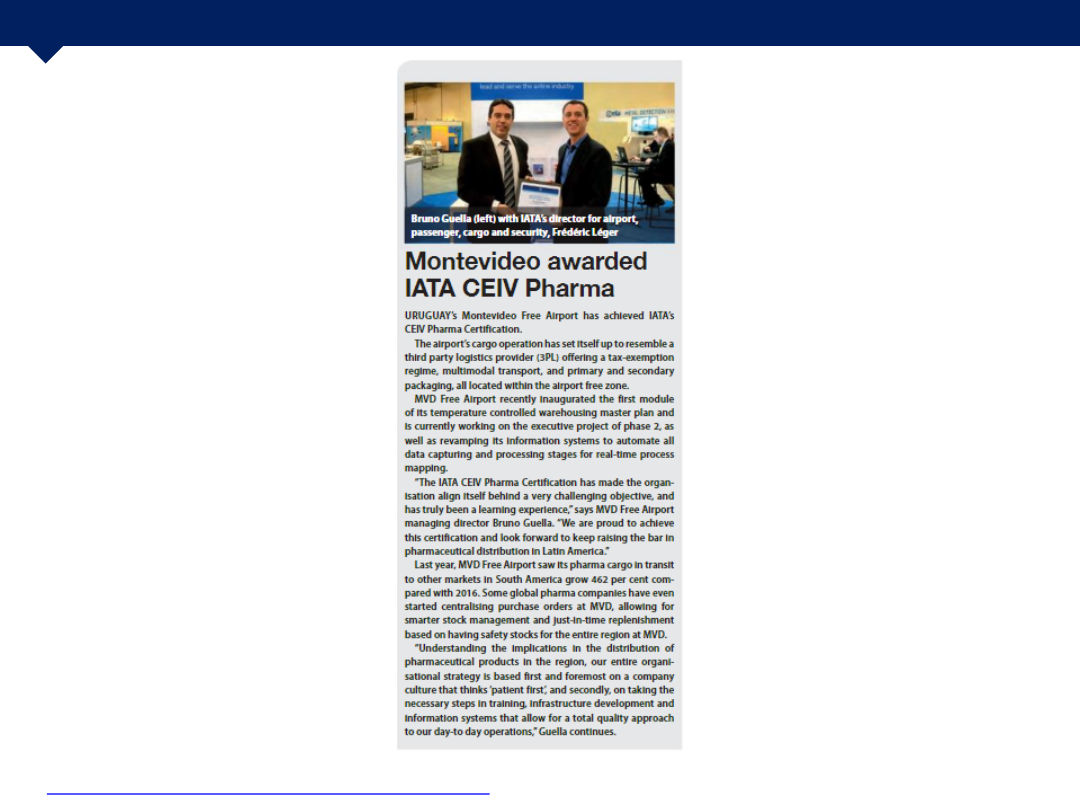 lead and serve the airline industry
METAL DETECTION
Bruno Guella (left) with IATA's director for airport,
passenger, cargo and security, Frédéric Léger
Montevideo awarded
IATA CEIV Pharma
URUGUAY's Montevideo Free Airport has achieved IATA's
CEIV Pharma Certification.
The airport's cargo operation has set itself up to resemble a
third party logistics provider (3PL) offering a tax-exemption
regime, multimodal transport, and primary and secondary
packaging, all located within the airport free zone.
MVD Free Airport recently inaugurated the first module
of its temperature controlled warehousing master plan and
is currently working on the executive project of phase 2, as
well as revamping its information systems to automate all
data capturing and processing stages for real-time process
mapping.
"The IATA CEIV Pharma Certification has made the organ-
isation align itself behind a very challenging objective, and
has truly been a learning experience," says MVD Free Airport
managing director Bruno Guella. "We are proud to achieve
this certification and look forward to keep raising the bar in
pharmaceutical distribution in Latin America."
Last year, MVD Free Airport saw its pharma cargo in transit
to other markets in South America grow 462 per cent com-
pared with 2016. Some global pharma companies have even
started centralising purchase orders at MVD, allowing for
smarter stock management and just-in-time replenishment
based on having safety stocks for the entire region at MVD.
"Understanding the implications in the distribution of
pharmaceutical products in the region, our entire organi-
sational strategy is based first and foremost on a company
culture that thinks 'patient first', and secondly, on taking the
necessary steps in training, infrastructure development and
information systems that allow for a total quality approach
to our day-to day operations," Guella continues.